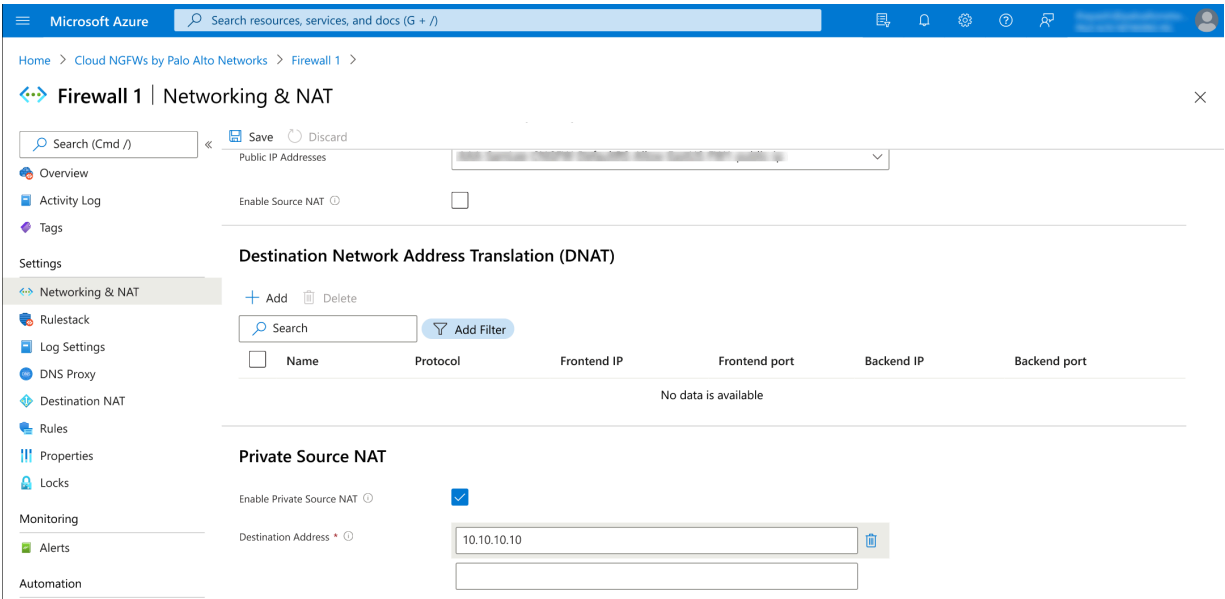 Microsoft Azure
Search resources, services, and docs (G + /)
Home > Cloud NGFWs by Palo Alto Networks > Firewall 1 >
Firewall 1 | Networking & NAT
Search (Cmd /)
«
Save
Discard
Overview
Activity Log
Tags
Settings
Networking & NAT
Rulestack
Log Settings
DNS Proxy
Destination NAT
Rules
Properties
Locks
Monitoring
Alerts
Automation
Public IP Addresses
Enable Source NAT
Destination Network Address Translation (DNAT)
+ Add
Delete
Search
Add Filter
Name Protocol Frontend IP Frontend port Backend IP Backend port
No data is available
Private Source NAT
Enable Private Source NAT
Destination Address *
10.10.10.10